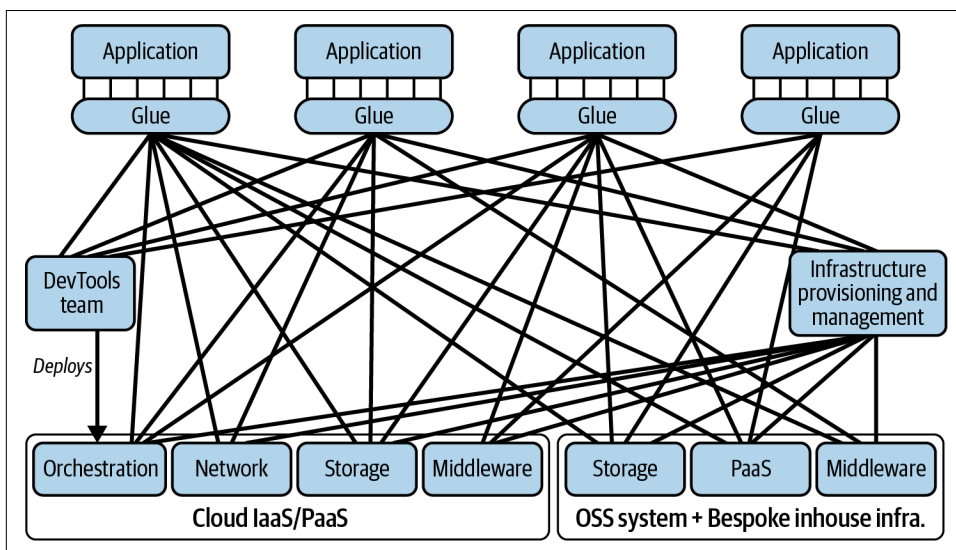 Application
Application
Application
Application
Glue
Glue
Glue
Glue
DevTools
team
Infrastructure
provisioning and
management
Deploys
Orchestration
Network
Storage
Middleware
Storage
PaaS
Middleware
Cloud IaaS/PaaS
OSS system + Bespoke inhouse infra.